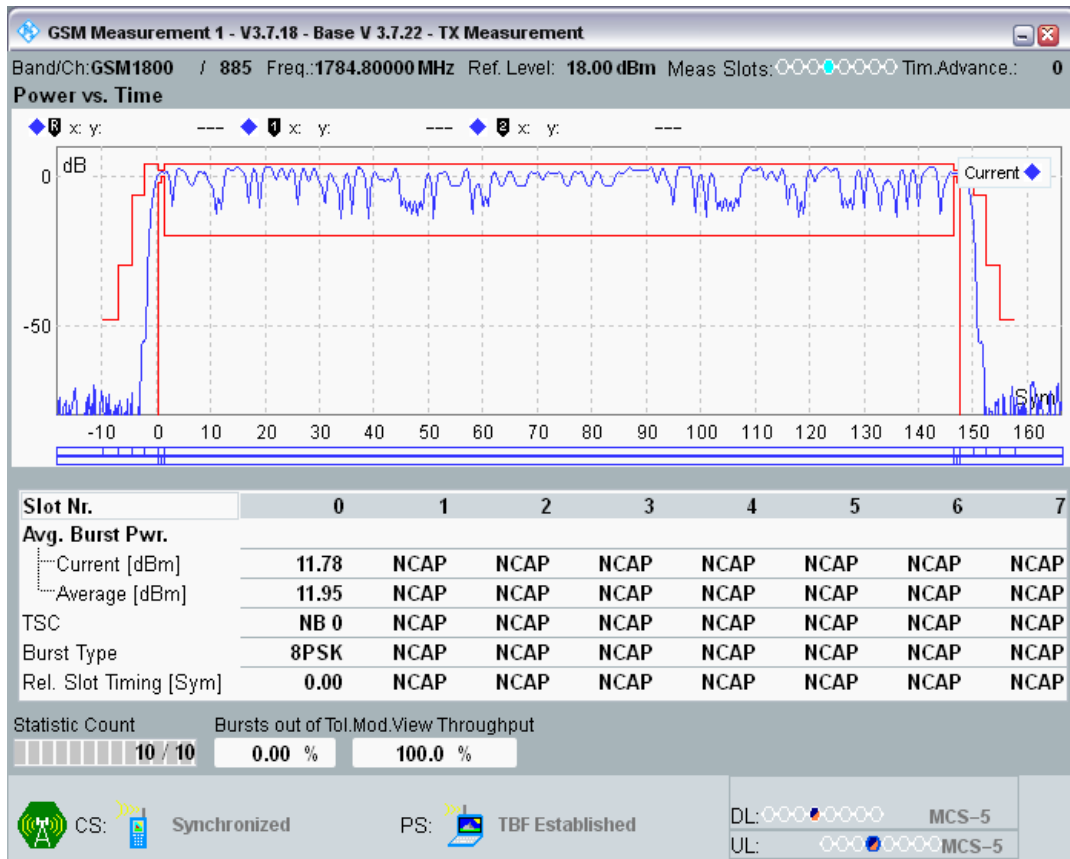 GSM Measurement 1 - V3.7.18 - Base V 3.7.22 - TX Measurement
Band/Ch:GSM1800 / 885 Freq.:1784.80000 MHz Ref. Level: 18.00 dBm Meas Slots: Tim.Advance.: 0
Power vs. Time
R x: y: --- 1 x: y: --- 2 x: y: ---
dB
Current
0
-50
Sym
-10 0 10 20 30 40 50 60 70 80 90 100 110 120 130 140 150 160
Slot Nr. 0 1 2 3 4 5 6 7
Avg. Burst Pwr.
Current [dBm] 11.78 NCAP NCAP NCAP NCAP NCAP NCAP NCAP
Average [dBm] 11.95 NCAP NCAP NCAP NCAP NCAP NCAP NCAP
TSC NB 0 NCAP NCAP NCAP NCAP NCAP NCAP NCAP
Burst Type 8PSK NCAP NCAP NCAP NCAP NCAP NCAP NCAP
Rel. Slot Timing [Sym] 0.00 NCAP NCAP NCAP NCAP NCAP NCAP NCAP
Statistic Count Bursts out of Tol.Mod.View Throughput
10 / 10 0.00 % 100.0 %
CS: Synchronized PS: TBF Established
DL: MCS-5
UL: MCS-5